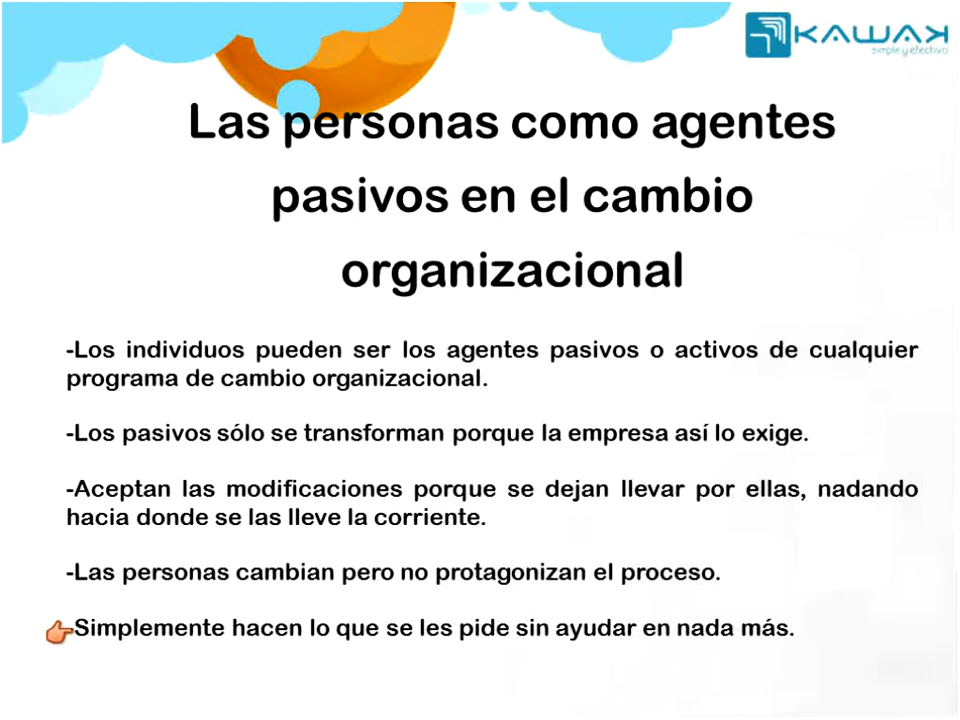 KAWAK
simple y efectivo
Las personas como agentes
pasivos en el cambio
organizacional
-Los individuos pueden ser los agentes pasivos o activos de cualquier
programa de cambio organizacional.
-Los pasivos sólo se transforman porque la empresa así lo exige.
-Aceptan las modificaciones porque se dejan llevar por ellas, nadando
hacia donde se las lleve la corriente.
-Las personas cambian pero no protagonizan el proceso.
-Simplemente hacen lo que se les pide sin ayudar en nada más.